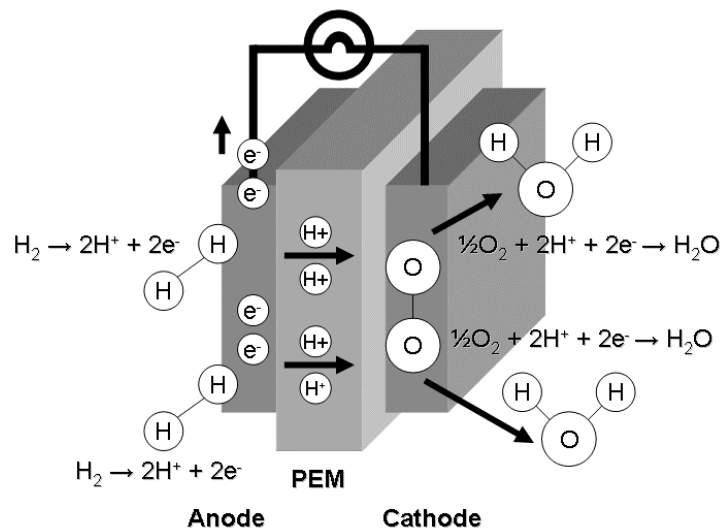 e⁻
e⁻
H H
O
H₂ → 2H⁺ + 2e⁻
H
H
H+
H+
½O₂ + 2H⁺ + 2e⁻ → H₂O
O
e⁻
e⁻
H+
H⁺
O
½O₂ + 2H⁺ + 2e⁻ → H₂O
H
H
H H
O
H₂ → 2H⁺ + 2e⁻
PEM
Anode Cathode